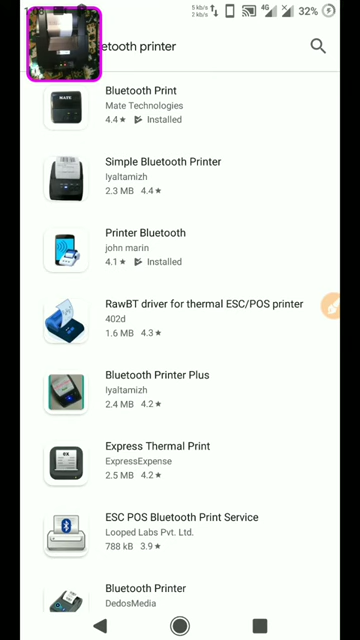 5 kb/s
2 kb/s
4G
32%
etooth printer
Bluetooth Print
Mate Technologies
4.4 ★ Installed
Simple Bluetooth Printer
Iyaltamizh
2.3 MB 4.4 ★
Printer Bluetooth
john marin
4.1 ★ Installed
RawBT driver for thermal ESC/POS printer
402d
1.6 MB 4.3 ★
Bluetooth Printer Plus
Iyaltamizh
2.4 MB 4.2 ★
Express Thermal Print
ExpressExpense
2.5 MB 4.2 ★
ESC POS Bluetooth Print Service
Looped Labs Pvt. Ltd.
788 kB 3.9 ★
Bluetooth Printer
DedosMedia